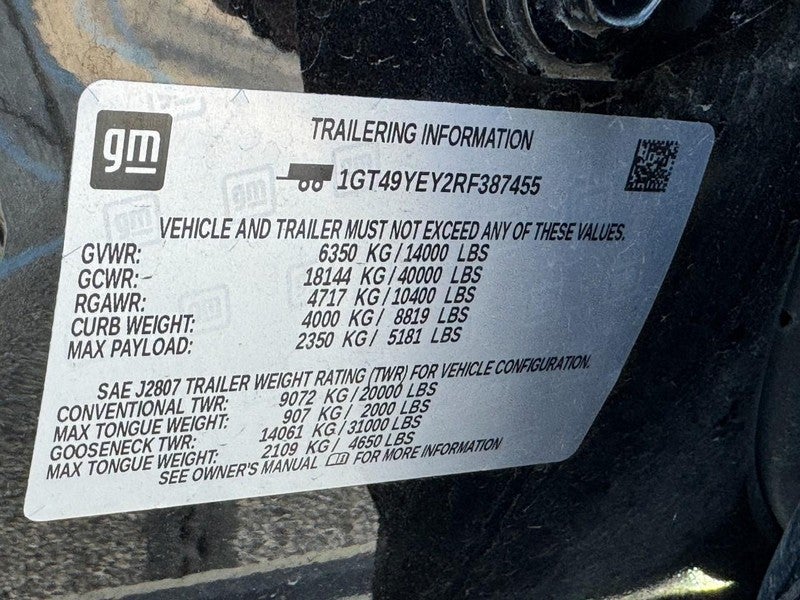 gm
TRAILERING INFORMATION
1GT49YEY2RF387455
VEHICLE AND TRAILER MUST NOT EXCEED ANY OF THESE VALUES.
GVWR: 6350 KG / 14000 LBS
GCWR: 18144 KG / 40000 LBS
RGAWR: 4717 KG / 10400 LBS
CURB WEIGHT: 4000 KG / 8819 LBS
MAX PAYLOAD: 2350 KG / 5181 LBS
SAE J2807 TRAILER WEIGHT RATING (TWR) FOR VEHICLE CONFIGURATION.
CONVENTIONAL TWR: 9072 KG / 20000 LBS
MAX TONGUE WEIGHT: 907 KG / 2000 LBS
GOOSENECK TWR: 14061 KG / 31000 LBS
MAX TONGUE WEIGHT: 2109 KG / 4650 LBS
SEE OWNER'S MANUAL FOR MORE INFORMATION